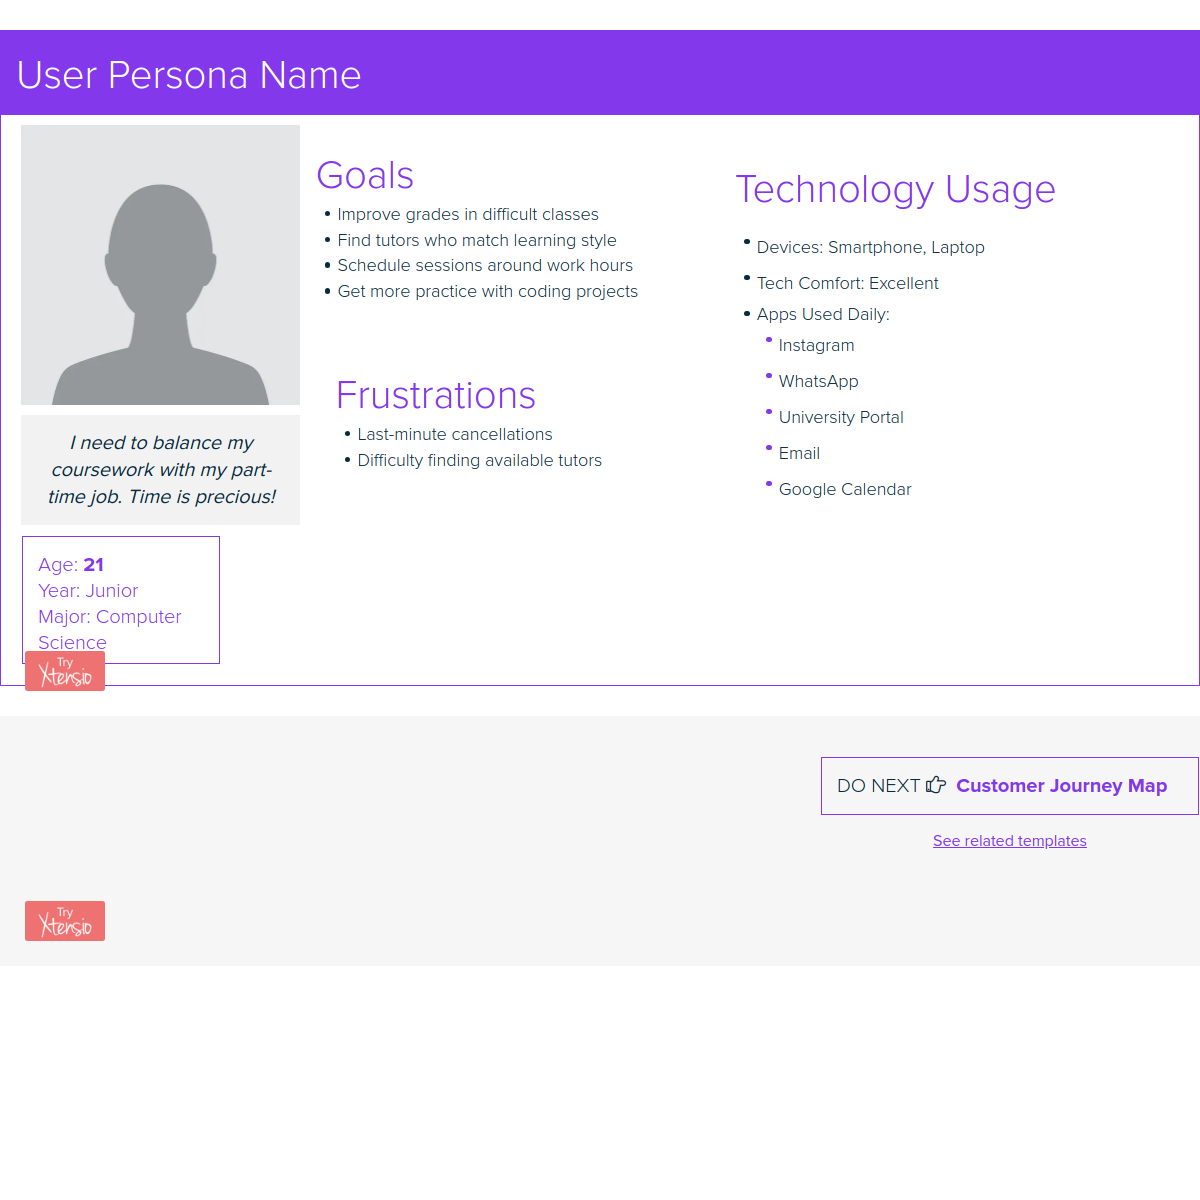 User Persona Name
Goals
Improve grades in difficult classes
Find tutors who match learning style
Schedule sessions around work hours
Get more practice with coding projects
Frustrations
Last-minute cancellations
Difficulty finding available tutors
Technology Usage
Devices: Smartphone, Laptop
Tech Comfort: Excellent
Apps Used Daily:
Instagram
WhatsApp
University Portal
Email
Google Calendar
I need to balance my
coursework with my part-
time job. Time is precious!
Age: 21
Year: Junior
Major: Computer
Science
Try
Xtensio
DO NEXT Customer Journey Map
See related templates
Try
Xtensio